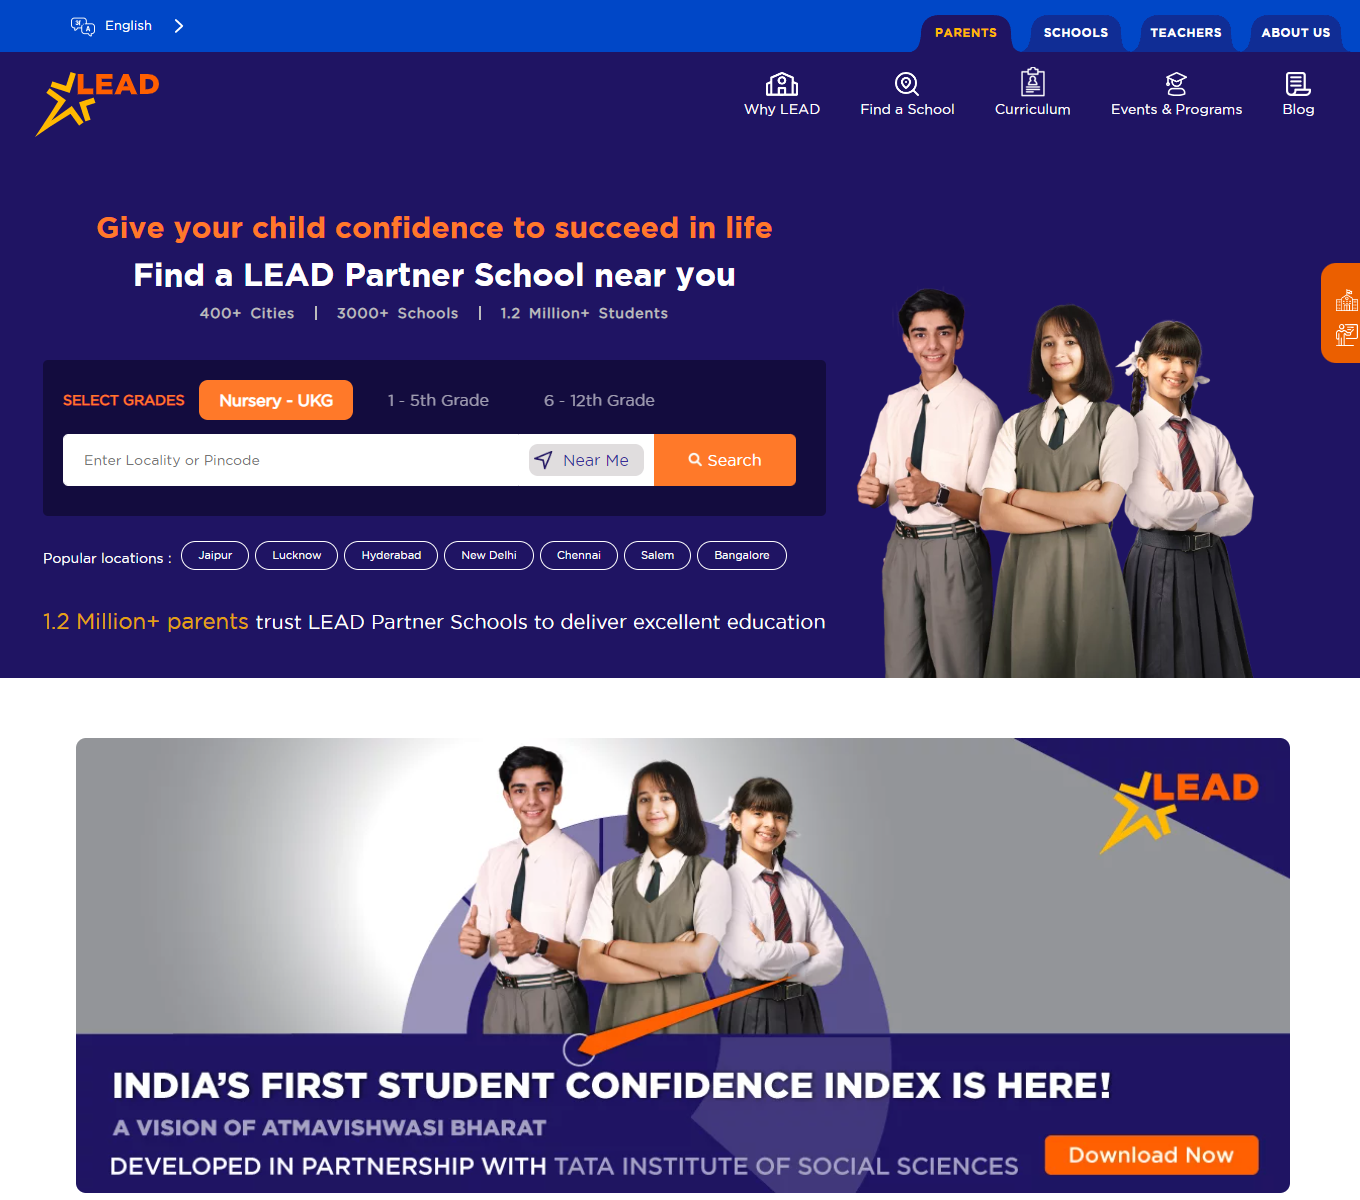 English
PARENTS
SCHOOLS
TEACHERS
ABOUT US
LEAD
Why LEAD
Find a School
Curriculum
Events & Programs
Blog
Give your child confidence to succeed in life
Find a LEAD Partner School near you
400+ Cities | 3000+ Schools | 1.2 Million+ Students
SELECT GRADES Nursery - UKG 1 - 5th Grade 6 - 12th Grade
Enter Locality or Pincode Near Me Search
Popular locations : Jaipur Lucknow Hyderabad New Delhi Chennai Salem Bangalore
1.2 Million+ parents trust LEAD Partner Schools to deliver excellent education
LEAD
INDIA'S FIRST STUDENT CONFIDENCE INDEX IS HERE!
A VISION OF ATMAVISHWASI BHARAT
DEVELOPED IN PARTNERSHIP WITH TATA INSTITUTE OF SOCIAL SCIENCES
Download Now